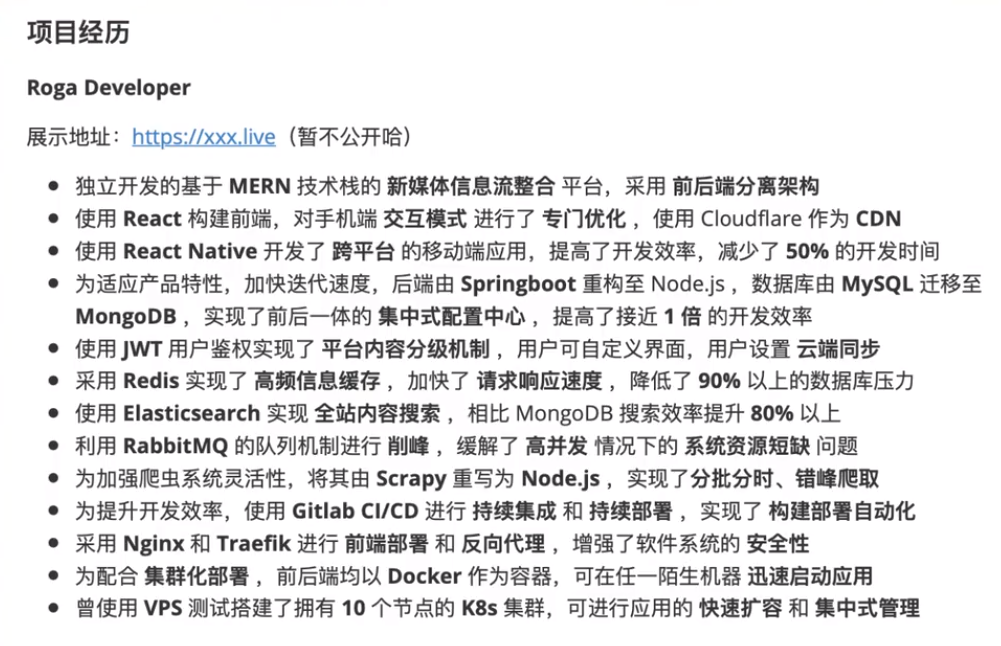 项目经历
Roga Developer
展示地址：https://xxx.live（暂不公开哈）
• 独立开发的基于 MERN 技术栈的 新媒体信息流整合 平台，采用 前后端分离架构
• 使用 React 构建前端，对手机端 交互模式 进行了 专门优化 ，使用 Cloudflare 作为 CDN
• 使用 React Native 开发了 跨平台 的移动端应用，提高了开发效率，减少了 50% 的开发时间
• 为适应产品特性，加快迭代速度，后端由 Springboot 重构至 Node.js ，数据库由 MySQL 迁移至
MongoDB ，实现了前后一体的 集中式配置中心 ，提高了接近 1 倍 的开发效率
• 使用 JWT 用户鉴权实现了 平台内容分级机制 ，用户可自定义界面，用户设置 云端同步
• 采用 Redis 实现了 高频信息缓存 ，加快了 请求响应速度 ，降低了 90% 以上的数据库压力
• 使用 Elasticsearch 实现 全站内容搜索 ，相比 MongoDB 搜索效率提升 80% 以上
• 利用 RabbitMQ 的队列机制进行 削峰 ，缓解了 高并发 情况下的 系统资源短缺 问题
• 为加强爬虫系统灵活性，将其由 Scrapy 重写为 Node.js ，实现了分批分时、错峰爬取
• 为提升开发效率，使用 Gitlab CI/CD 进行 持续集成 和 持续部署 ，实现了 构建部署自动化
• 采用 Nginx 和 Traefik 进行 前端部署 和 反向代理 ，增强了软件系统的 安全性
• 为配合 集群化部署 ，前后端均以 Docker 作为容器，可在任一陌生机器 迅速启动应用
• 曾使用 VPS 测试搭建了拥有 10 个节点的 K8s 集群，可进行应用的 快速扩容 和 集中式管理